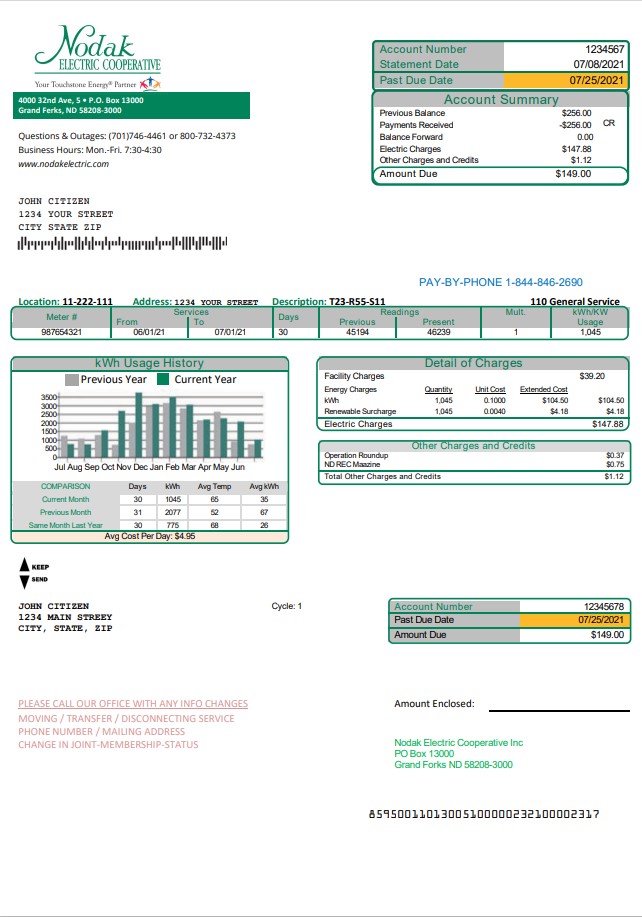 Nodak
ELECTRIC COOPERATIVE
Your Touchstone Energy® Partner
4000 32nd Ave, S • P.O. Box 13000
Grand Ferks, ND 58208-3000
Questions & Outages: (701)746-4461 or 800-732-4373
Business Hours: Mon.-Fri. 7:30-4:30
www.nodakelectric.com
Account Number 1234567
Statement Date 07/08/2021
Past Due Date 07/25/2021
Account Summary
Previous Balance $256.00
Payments Received -$256.00 CR
Balance Forward 0.00
Electric Charges $147.88
Other Charges and Credits $1.12
Amount Due $149.00
JOHN CITIZEN
1234 YOUR STREET
CITY STATE ZIP
PAY-BY-PHONE 1-844-846-2690
Location: 11-222-111 Address: 1234 YOUR STREET Description: T23-R55-S11 110 General Service
Meter # Services From To Days Readings Previous Present Mult. kWh/KW Usage
987654321 06/01/21 07/01/21 30 45194 46239 1 1,045
kWh Usage History
Previous Year Current Year
3500
3000
2500
2000
1500
1000
500
0
Jul Aug Sep Oct Nov Dec Jan Feb Mar Apr May Jun
COMPARISON Days kWh Avg Temp Avg kWh
Current Month 30 1045 65 35
Previous Month 31 2077 52 67
Same Month Last Year 30 775 68 26
Avg Cost Per Day: $4.95
Detail of Charges
Facility Charges $39.20
Energy Charges Quantity Unit Cost Extended Cost
kWh 1,045 0.1000 $104.50 $104.50
Renewable Surcharge 1,045 0.0040 $4.18 $4.18
Electric Charges $147.88
Other Charges and Credits
Operation Roundup $0.37
ND REC Maazine $0.75
Total Other Charges and Credits $1.12
KEEP
SEND
JOHN CITIZEN
1234 MAIN STREEY
CITY, STATE, ZIP
Cycle: 1
Account Number 12345678
Past Due Date 07/25/2021
Amount Due $149.00
PLEASE CALL OUR OFFICE WITH ANY INFO CHANGES
MOVING / TRANSFER / DISCONNECTING SERVICE
PHONE NUMBER / MAILING ADDRESS
CHANGE IN JOINT-MEMBERSHIP-STATUS
Amount Enclosed:
Nodak Electric Cooperative Inc
PO Box 13000
Grand Forks ND 58208-3000
85950011013005100000232100002317